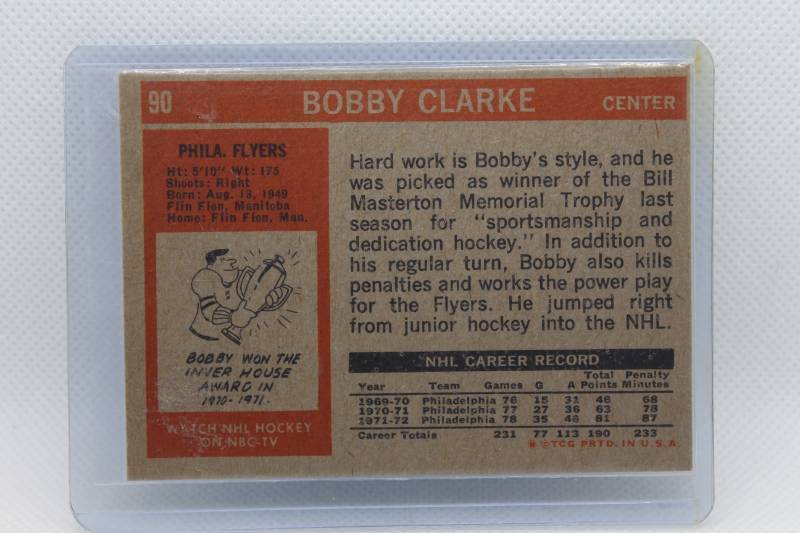 90 BOBBY CLARKE CENTER
PHILA. FLYERS
Ht: 5'10" Wt: 175
Shoots: Right
Born: Aug. 13, 1949
Flin Flon, Manitoba
Home: Flin Flon, Man.
BOBBY WON THE
INVER HOUSE
AWARD IN
1970-1971.
WATCH NHL HOCKEY
ON NBC-TV
Hard work is Bobby's style, and he
was picked as winner of the Bill
Masterton Memorial Trophy last
season for "sportsmanship and
dedication hockey." In addition to
his regular turn, Bobby also kills
penalties and works the power play
for the Flyers. He jumped right
from junior hockey into the NHL.
NHL CAREER RECORD
Total Penalty
Year Team Games G A Points Minutes
1969-70 Philadelphia 76 15 31 46 68
1970-71 Philadelphia 77 27 36 63 78
1971-72 Philadelphia 78 35 46 81 87
Career Totals 231 77 113 190 233
* © TCG PRTD. IN U.S.A.